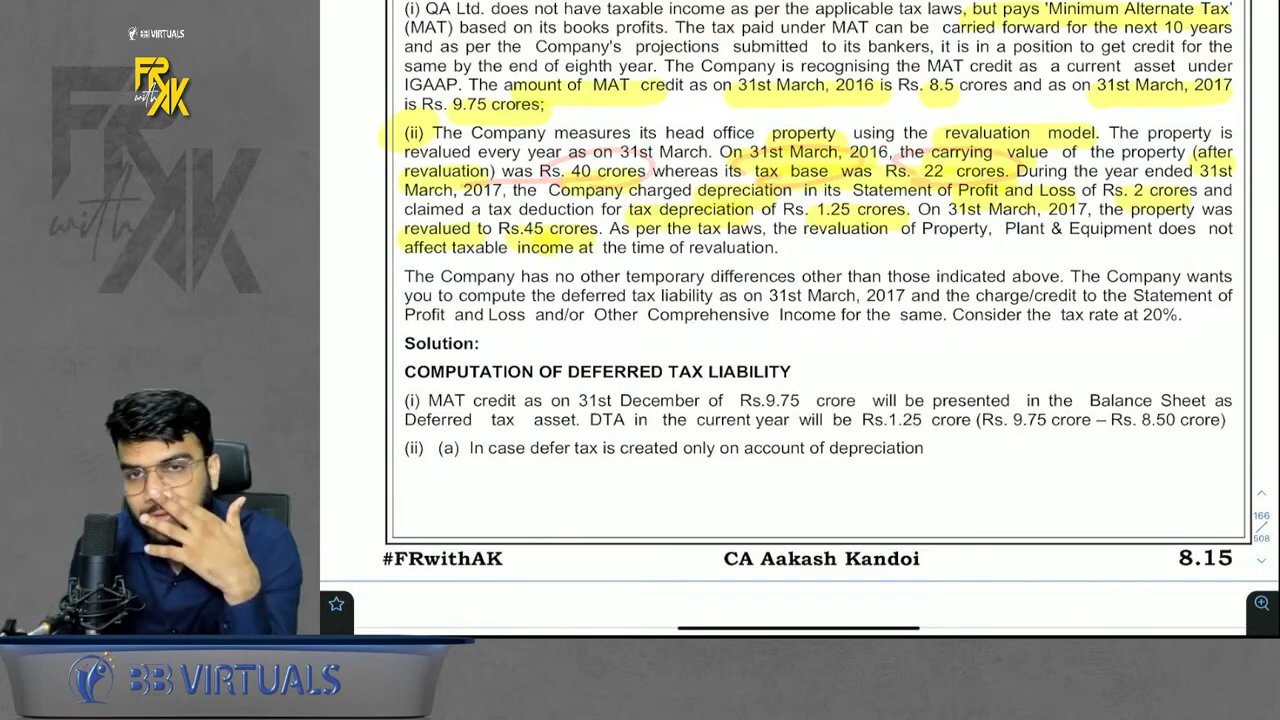 BB VIRTUALS
FR
with
AK
FR
with
AK
(i) QA Ltd. does not have taxable income as per the applicable tax laws, but pays 'Minimum Alternate Tax'
(MAT) based on its books profits. The tax paid under MAT can be carried forward for the next 10 years
and as per the Company's projections submitted to its bankers, it is in a position to get credit for the
same by the end of eighth year. The Company is recognising the MAT credit as a current asset under
IGAAP. The amount of MAT credit as on 31st March, 2016 is Rs. 8.5 crores and as on 31st March, 2017
is Rs. 9.75 crores;
(ii) The Company measures its head office property using the revaluation model. The property is
revalued every year as on 31st March. On 31st March, 2016, the carrying value of the property (after
revaluation) was Rs. 40 crores whereas its tax base was Rs. 22 crores. During the year ended 31st
March, 2017, the Company charged depreciation in its Statement of Profit and Loss of Rs. 2 crores and
claimed a tax deduction for tax depreciation of Rs. 1.25 crores. On 31st March, 2017, the property was
revalued to Rs.45 crores. As per the tax laws, the revaluation of Property, Plant & Equipment does not
affect taxable income at the time of revaluation.
The Company has no other temporary differences other than those indicated above. The Company wants
you to compute the deferred tax liability as on 31st March, 2017 and the charge/credit to the Statement of
Profit and Loss and/or Other Comprehensive Income for the same. Consider the tax rate at 20%.
Solution:
COMPUTATION OF DEFERRED TAX LIABILITY
(i) MAT credit as on 31st December of Rs.9.75 crore will be presented in the Balance Sheet as
Deferred tax asset. DTA in the current year will be Rs.1.25 crore (Rs. 9.75 crore – Rs. 8.50 crore)
(ii) (a) In case defer tax is created only on account of depreciation
166
508
#FRwithAK CA Aakash Kandoi 8.15
BB VIRTUALS